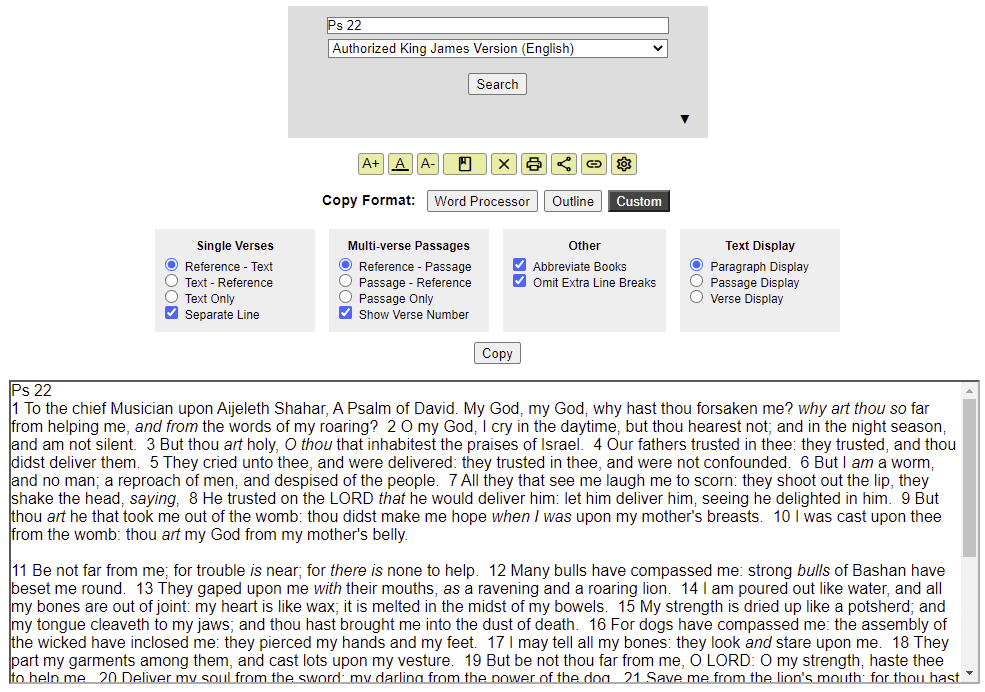 Ps 22
Authorized King James Version (English)
Search
▼
A+ A A-
Copy Format: Word Processor Outline Custom
Single Verses
Reference - Text
Text - Reference
Text Only
Separate Line
Multi-verse Passages
Reference - Passage
Passage - Reference
Passage Only
Show Verse Number
Other
Abbreviate Books
Omit Extra Line Breaks
Text Display
Paragraph Display
Passage Display
Verse Display
Copy
Ps 22
1 To the chief Musician upon Aijeleth Shahar, A Psalm of David. My God, my God, why hast thou forsaken me? why art thou so far
from helping me, and from the words of my roaring?  2 O my God, I cry in the daytime, but thou hearest not; and in the night season,
and am not silent.  3 But thou art holy, O thou that inhabitest the praises of Israel.  4 Our fathers trusted in thee: they trusted, and thou
didst deliver them.  5 They cried unto thee, and were delivered: they trusted in thee, and were not confounded.  6 But I am a worm,
and no man; a reproach of men, and despised of the people.  7 All they that see me laugh me to scorn: they shoot out the lip, they
shake the head, saying,  8 He trusted on the LORD that he would deliver him: let him deliver him, seeing he delighted in him.  9 But
thou art he that took me out of the womb: thou didst make me hope when I was upon my mother's breasts.  10 I was cast upon thee
from the womb: thou art my God from my mother's belly.
11 Be not far from me; for trouble is near; for there is none to help.  12 Many bulls have compassed me: strong bulls of Bashan have
beset me round.  13 They gaped upon me with their mouths, as a ravening and a roaring lion.  14 I am poured out like water, and all
my bones are out of joint: my heart is like wax; it is melted in the midst of my bowels.  15 My strength is dried up like a potsherd; and
my tongue cleaveth to my jaws; and thou hast brought me into the dust of death.  16 For dogs have compassed me: the assembly of
the wicked have inclosed me: they pierced my hands and my feet.  17 I may tell all my bones: they look and stare upon me.  18 They
part my garments among them, and cast lots upon my vesture.  19 But be not thou far from me, O LORD: O my strength, haste thee
to help me.  20 Deliver my soul from the sword; my darling from the power of the dog.  21 Save me from the lion's mouth: for thou hast